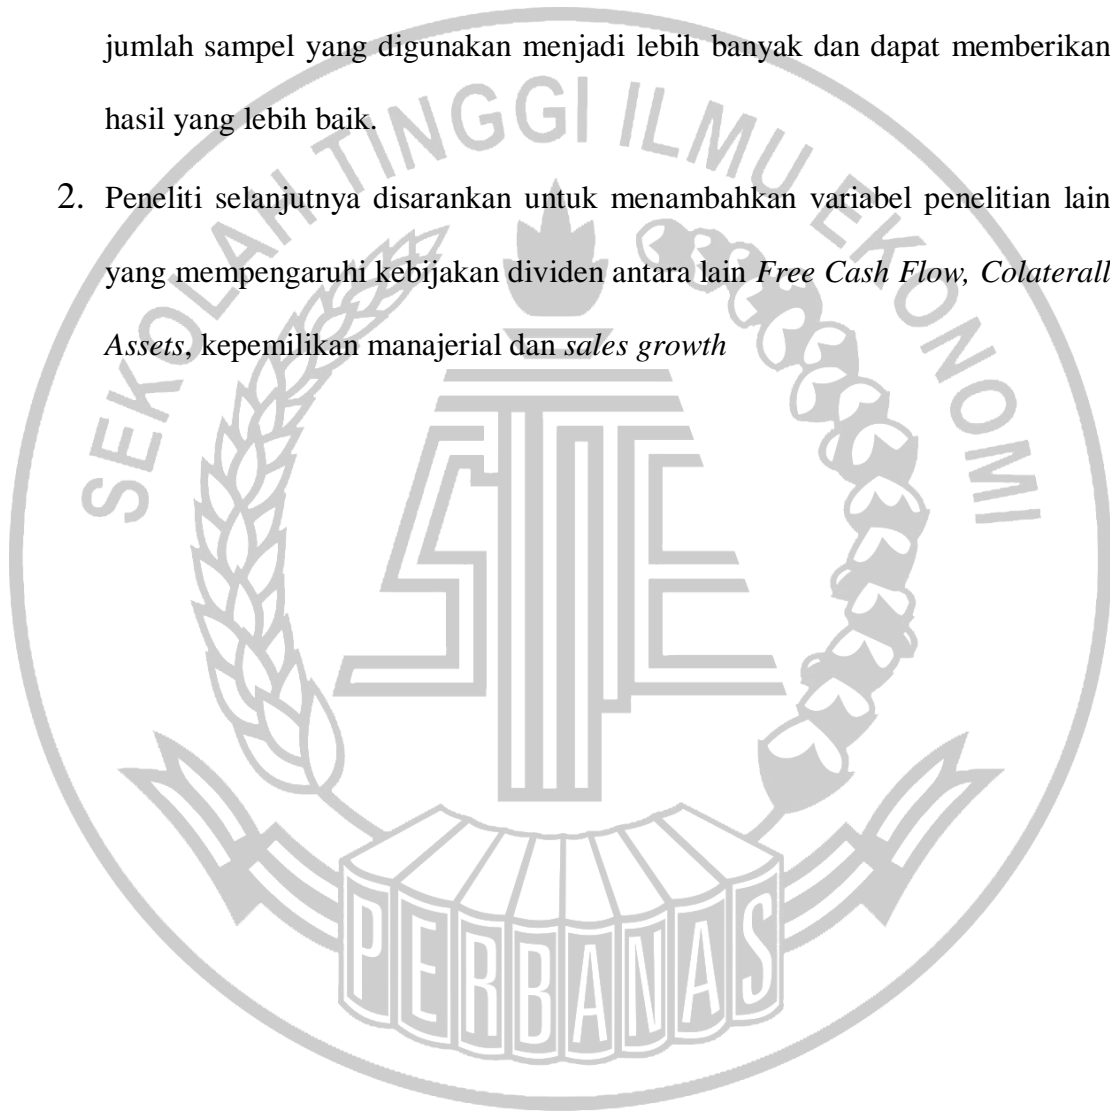 jumlah sampel yang digunakan menjadi lebih banyak dan dapat memberikan
hasil yang lebih baik.
2. Peneliti selanjutnya disarankan untuk menambahkan variabel penelitian lain
yang mempengaruhi kebijakan dividen antara lain Free Cash Flow, Colaterall
Assets, kepemilikan manajerial dan sales growth
SEKOLAH TINGGI ILMU EKONOMI
STIE
PERBANAS